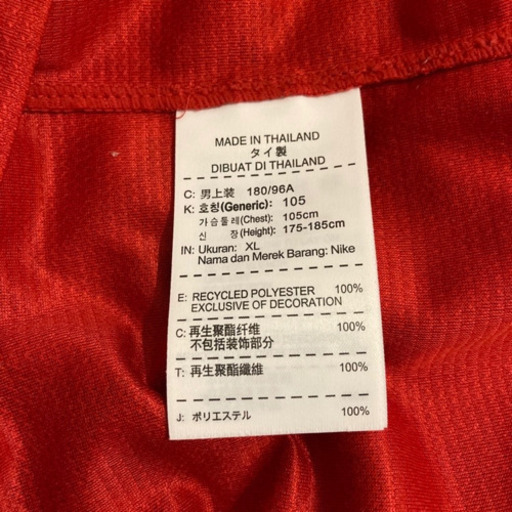 MADE IN THAILAND
タイ製
DIBUAT DI THAILAND
C: 男上装 180/96A
K: 호칭(Generic): 105
가슴둘레(Chest): 105cm
신 장(Height): 175-185cm
IN: Ukuran: XL
Nama dan Merek Barang: Nike
E: RECYCLED POLYESTER 100%
EXCLUSIVE OF DECORATION
C: 再生聚酯纤维 100%
不包括装饰部分
T: 再生聚酯纖維 100%
J: ポリエステル 100%